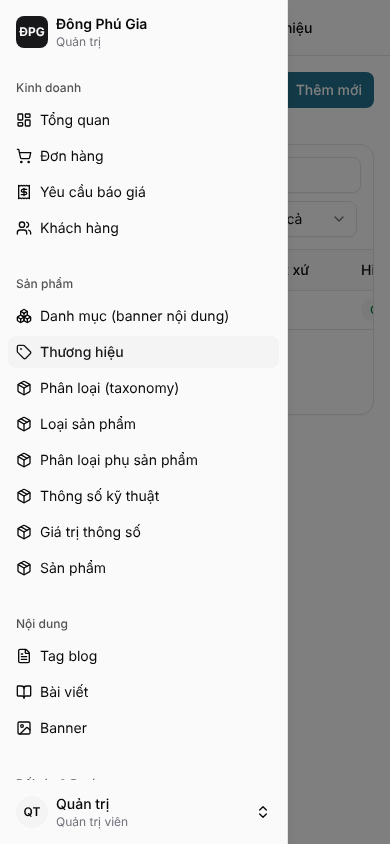 ĐPG
Đông Phú Gia
Quản trị
hiệu
Thêm mới
Kinh doanh
Tổng quan
Đơn hàng
Yêu cầu báo giá
Khách hàng
cả
xứ
Hi
Sản phẩm
Danh mục (banner nội dung)
Thương hiệu
Phân loại (taxonomy)
Loại sản phẩm
Phân loại phụ sản phẩm
Thông số kỹ thuật
Giá trị thông số
Sản phẩm
Nội dung
Tag blog
Bài viết
Banner
QT
Quản trị
Quản trị viên